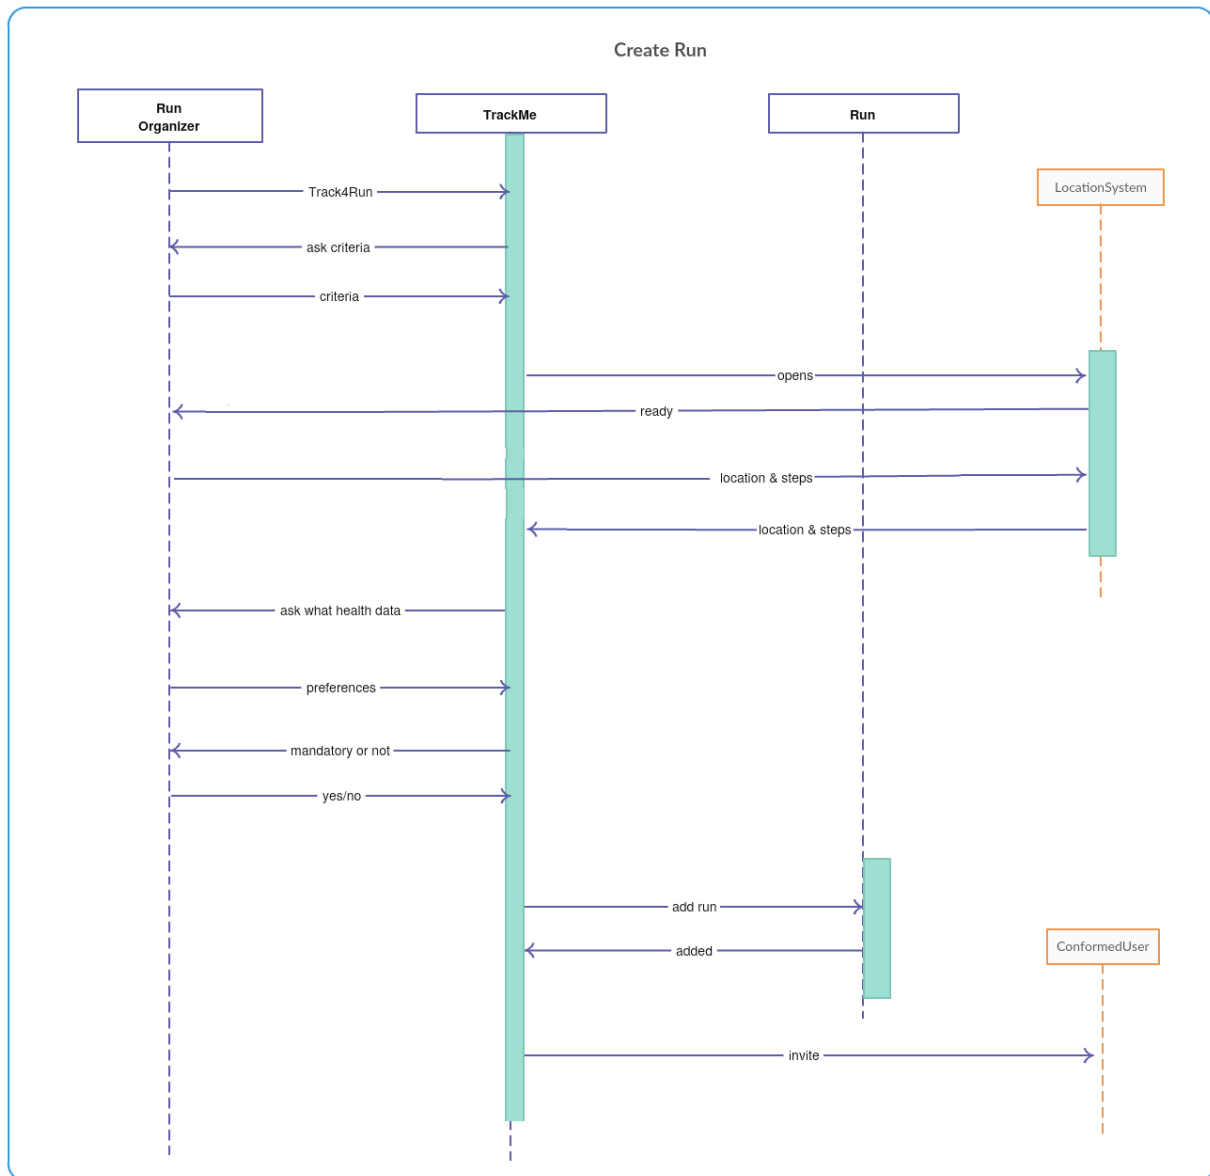 Create Run
Run
Organizer
TrackMe
Run
LocationSystem
Track4Run
ask criteria
criteria
opens
ready
location & steps
location & steps
ask what health data
preferences
mandatory or not
yes/no
add run
added
ConformedUser
invite